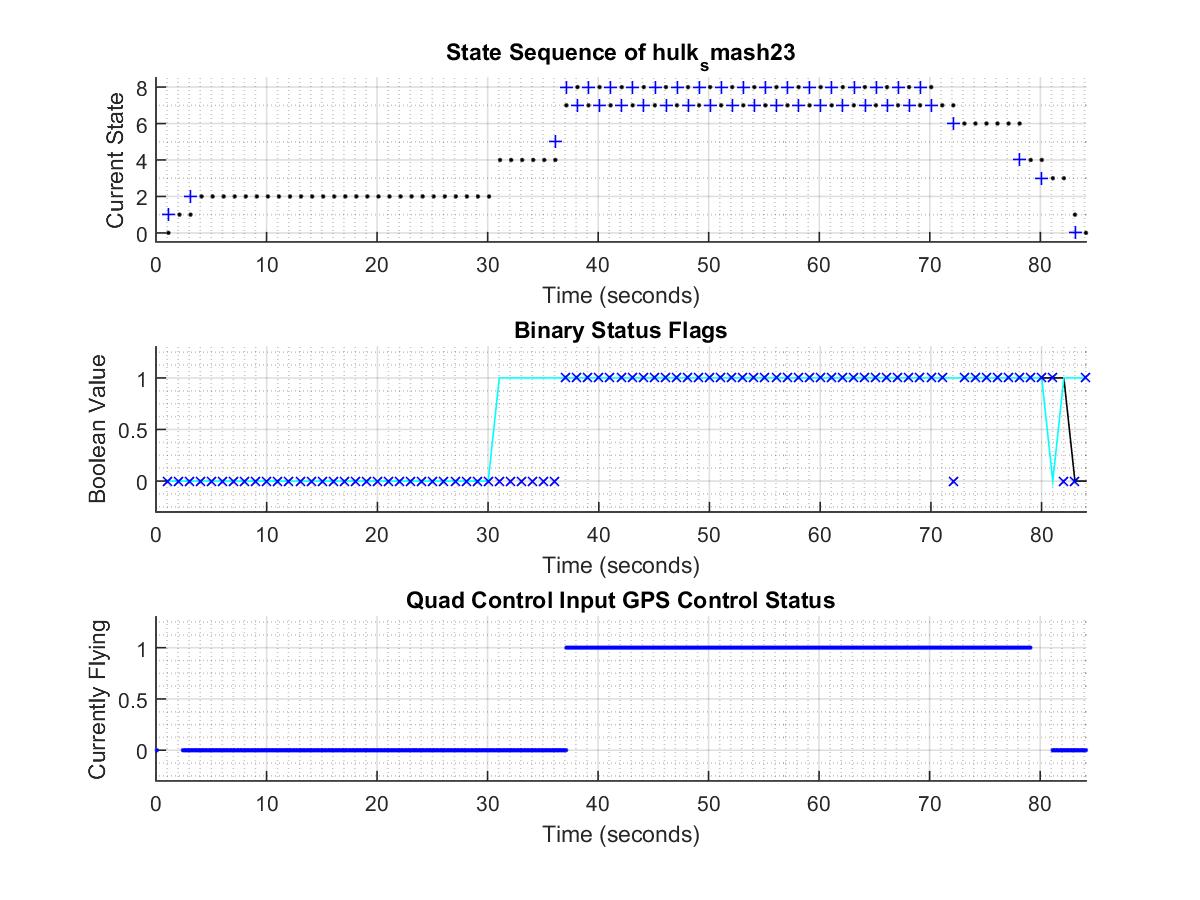 State Sequence of hulksmash23
8
6
4
2
0
Current State
0 10 20 30 40 50 60 70 80
Time (seconds)
Binary Status Flags
1
0.5
0
Boolean Value
0 10 20 30 40 50 60 70 80
Time (seconds)
Quad Control Input GPS Control Status
1
0.5
0
Currently Flying
0 10 20 30 40 50 60 70 80
Time (seconds)